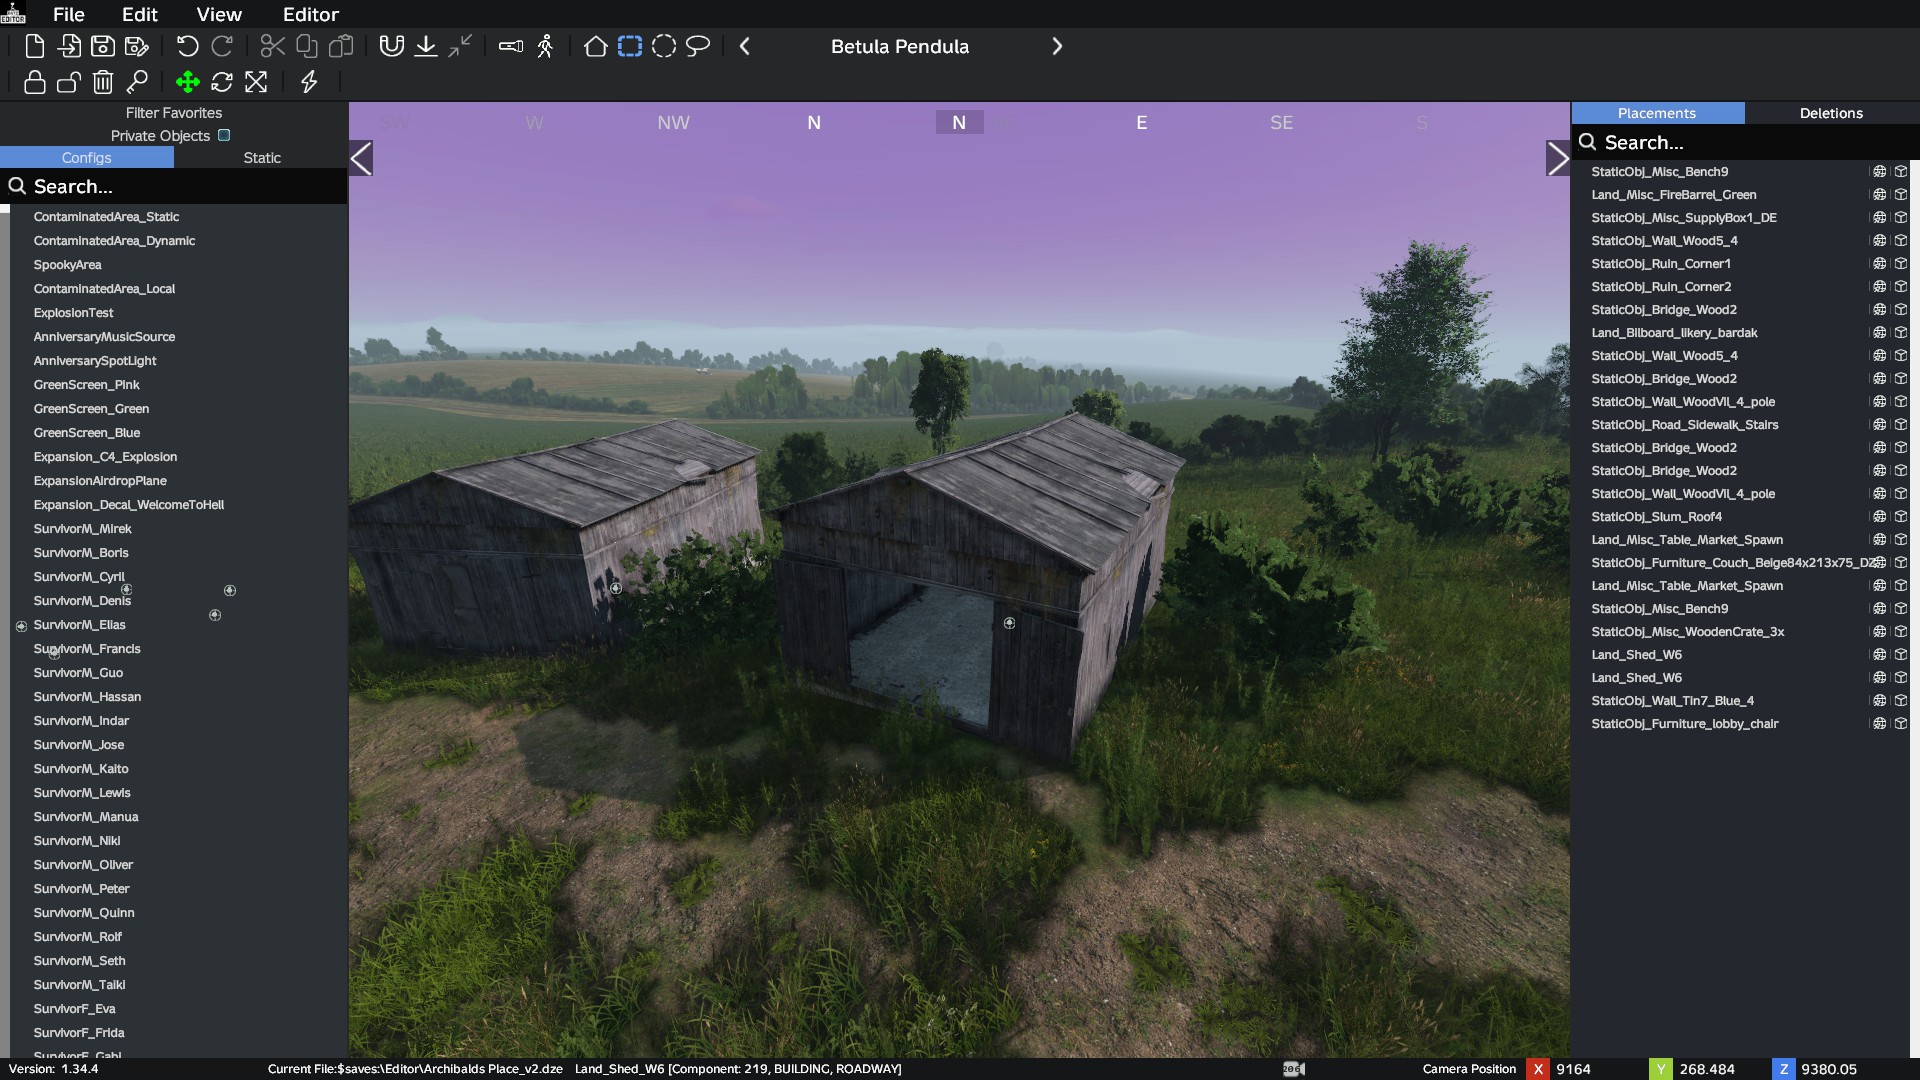 EDITOR
File Edit View Editor
Betula Pendula
Filter Favorites
Private Objects
Configs Static
Search...
ContaminatedArea_Static
ContaminatedArea_Dynamic
SpookyArea
ContaminatedArea_Local
ExplosionTest
AnniversaryMusicSource
AnniversarySpotLight
GreenScreen_Pink
GreenScreen_Green
GreenScreen_Blue
Expansion_C4_Explosion
ExpansionAirdropPlane
Expansion_Decal_WelcomeToHell
SurvivorM_Mirek
SurvivorM_Boris
SurvivorM_Cyril
SurvivorM_Denis
SurvivorM_Elias
SurvivorM_Francis
SurvivorM_Guo
SurvivorM_Hassan
SurvivorM_Indar
SurvivorM_Jose
SurvivorM_Kaito
SurvivorM_Lewis
SurvivorM_Manua
SurvivorM_Niki
SurvivorM_Oliver
SurvivorM_Peter
SurvivorM_Quinn
SurvivorM_Rolf
SurvivorM_Seth
SurvivorM_Taiki
SurvivorF_Eva
SurvivorF_Frida
SurvivorF_Gabi
SW W NW N N E SE S
Placements Deletions
Search...
StaticObj_Misc_Bench9
Land_Misc_FireBarrel_Green
StaticObj_Misc_SupplyBox1_DE
StaticObj_Wall_Wood5_4
StaticObj_Ruin_Corner1
StaticObj_Ruin_Corner2
StaticObj_Bridge_Wood2
Land_Bilboard_likery_bardak
StaticObj_Wall_Wood5_4
StaticObj_Bridge_Wood2
StaticObj_Wall_WoodVil_4_pole
StaticObj_Road_Sidewalk_Stairs
StaticObj_Bridge_Wood2
StaticObj_Bridge_Wood2
StaticObj_Wall_WoodVil_4_pole
StaticObj_Slum_Roof4
Land_Misc_Table_Market_Spawn
StaticObj_Furniture_Couch_Beige84x213x75_DZ
Land_Misc_Table_Market_Spawn
StaticObj_Misc_Bench9
StaticObj_Misc_WoodenCrate_3x
Land_Shed_W6
Land_Shed_W6
StaticObj_Wall_Tin7_Blue_4
StaticObj_Furniture_lobby_chair
Version: 1.34.4 Current File:$saves:\Editor\Archibalds Place_v2.dze Land_Shed_W6 [Component: 219, BUILDING, ROADWAY] 206 Camera Position X 9164 Y 268.484 Z 9380.05